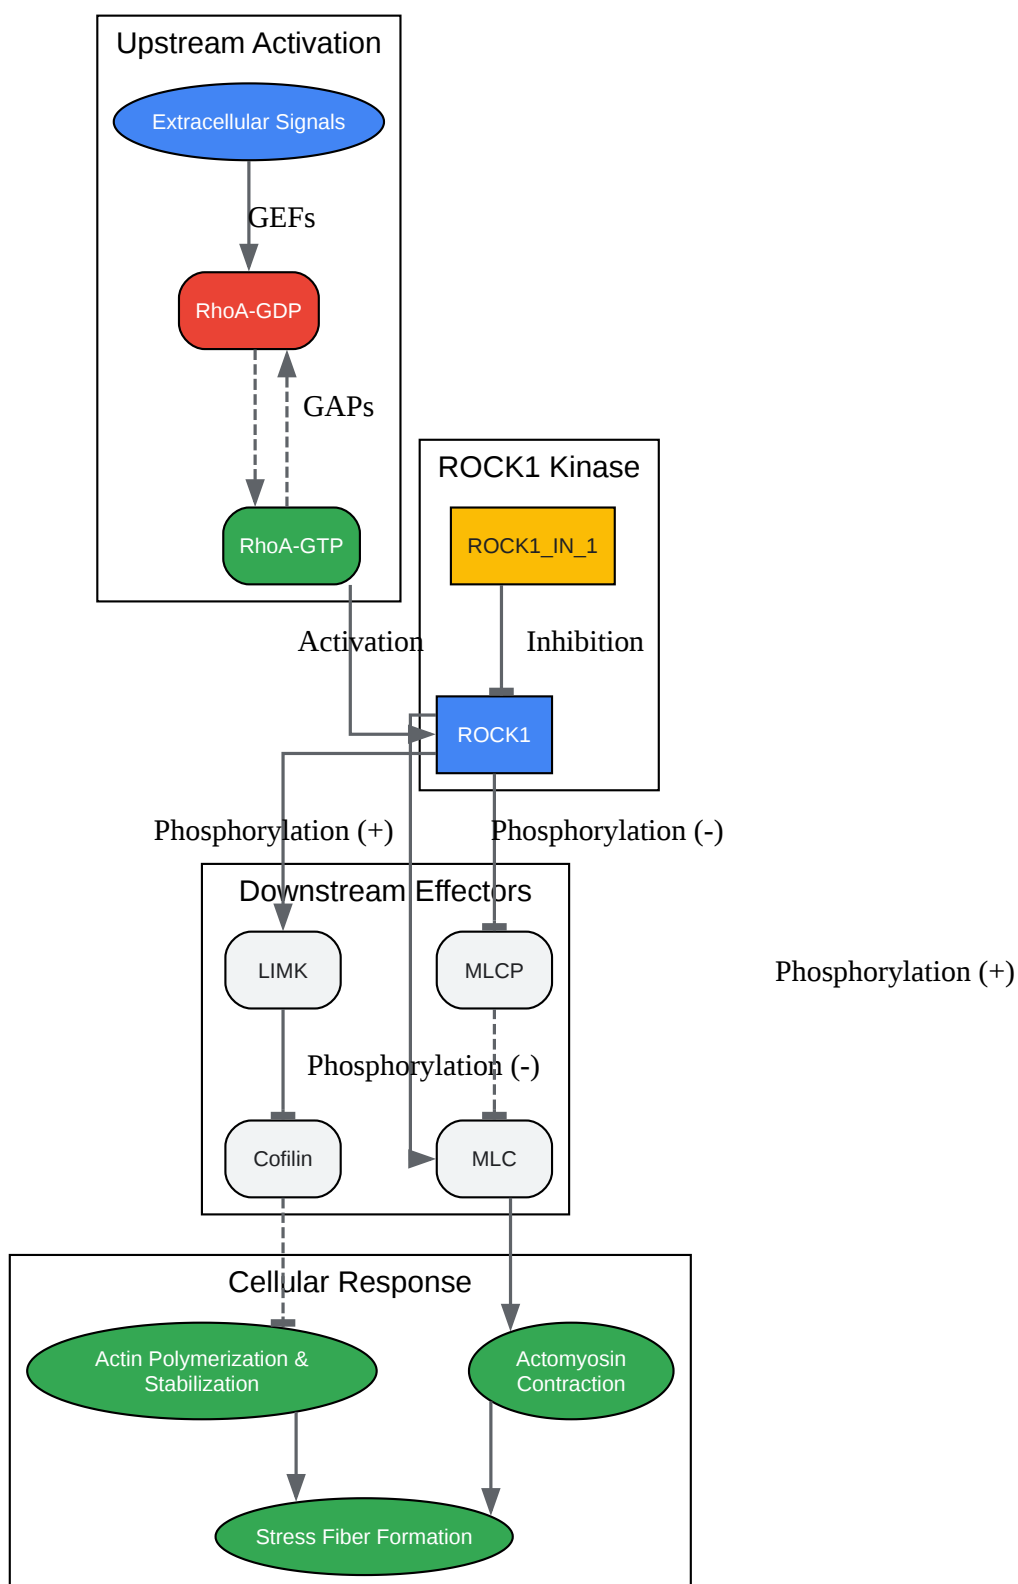 Upstream Activation
Extracellular Signals
GEFs
RhoA-GDP
GAPs
ROCK1 Kinase
RhoA-GTP
ROCK1_IN_1
Activation
Inhibition
ROCK1
Phosphorylation (+)
Phosphorylation (-)
Downstream Effectors
LIMK
MLCP
Phosphorylation (+)
Phosphorylation (-)
Cofilin
MLC
Cellular Response
Actin Polymerization &
Stabilization
Actomyosin
Contraction
Stress Fiber Formation